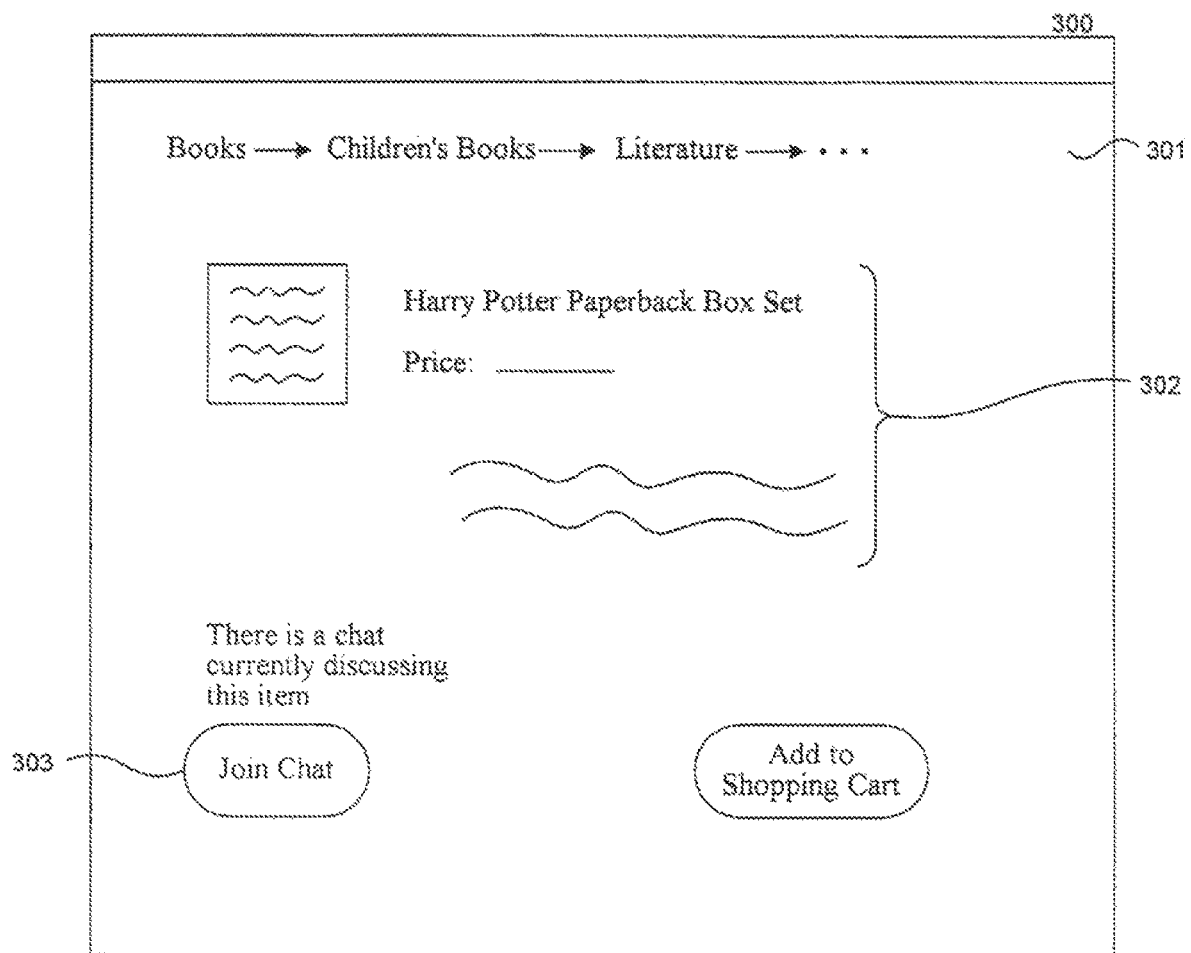 300
Books → Children's Books → Literature → • • •
301
Harry Potter Paperback Box Set
Price:
302
There is a chat
currently discussing
this item
303
Join Chat
Add to
Shopping Cart